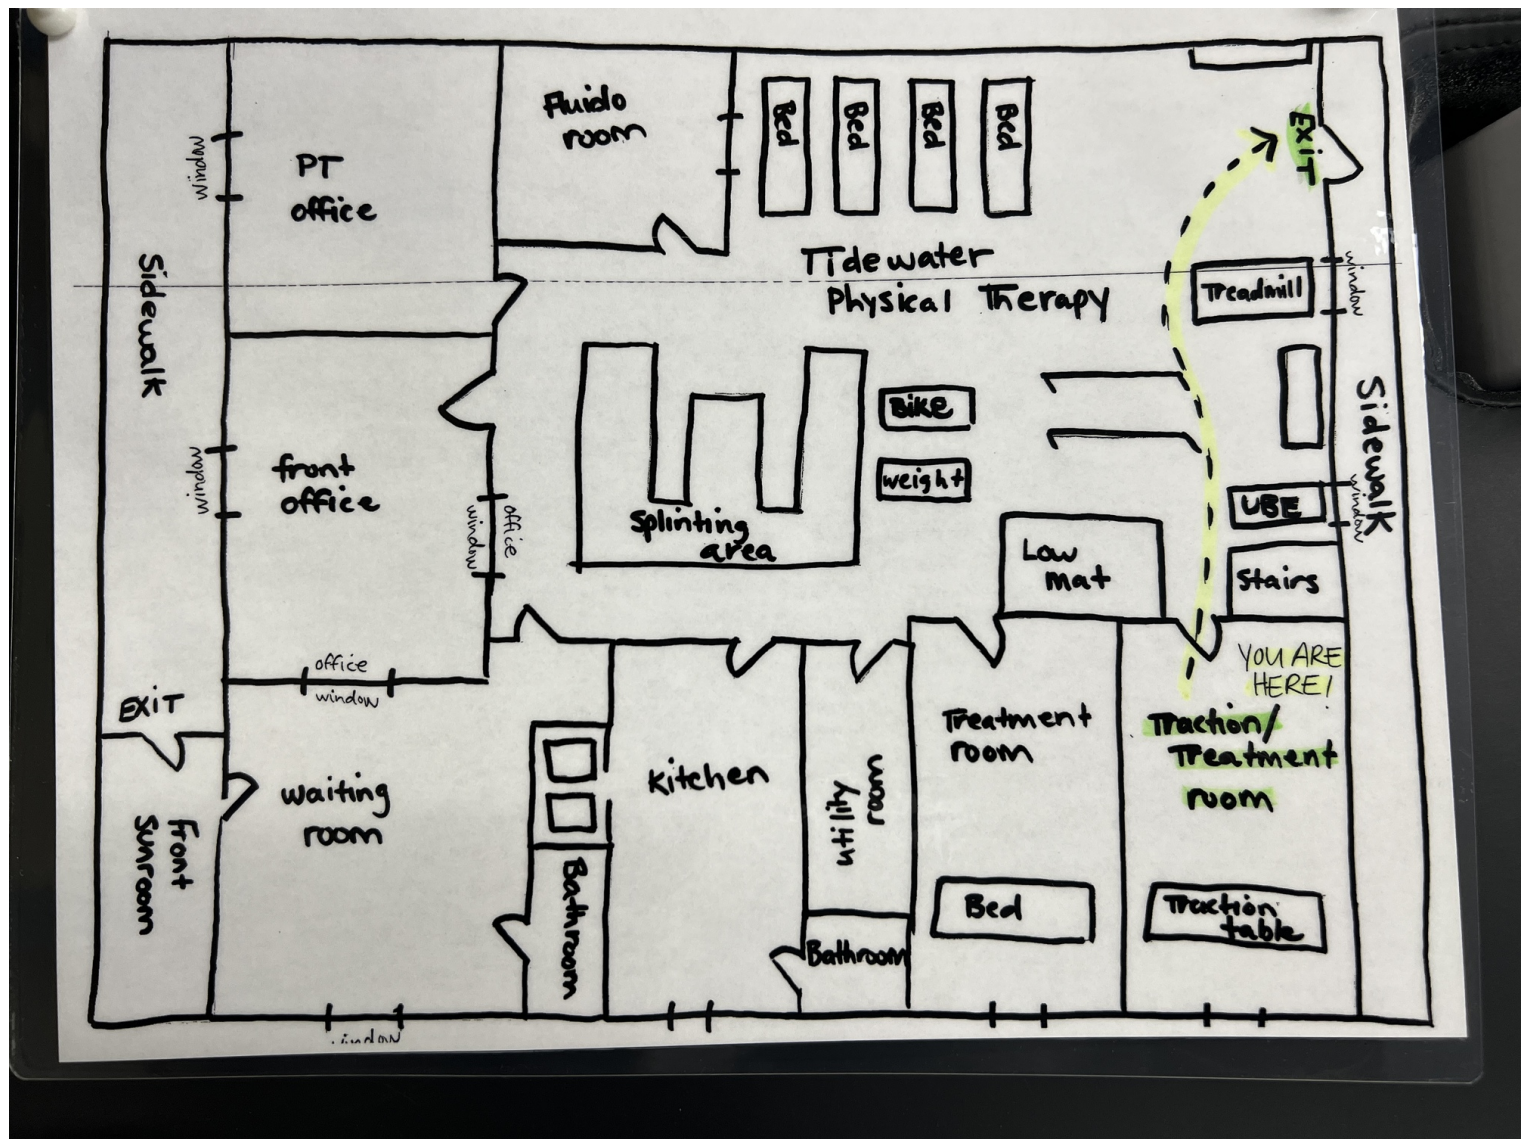 Sidewalk
window
PT
office
Fluido
room
Bed
Bed
Bed
Bed
EXIT
Tidewater
Physical Therapy
Treadmill
window
Sidewalk
window
front
office
office
window
Splinting
area
Bike
weight
UBE
window
Low
mat
Stairs
office
window
YOU ARE
HERE!
EXIT
Front
Sunroom
waiting
room
Bathroom
Kitchen
utility
room
Bathroom
Treatment
room
Bed
Traction/
Treatment
room
Traction
table
window